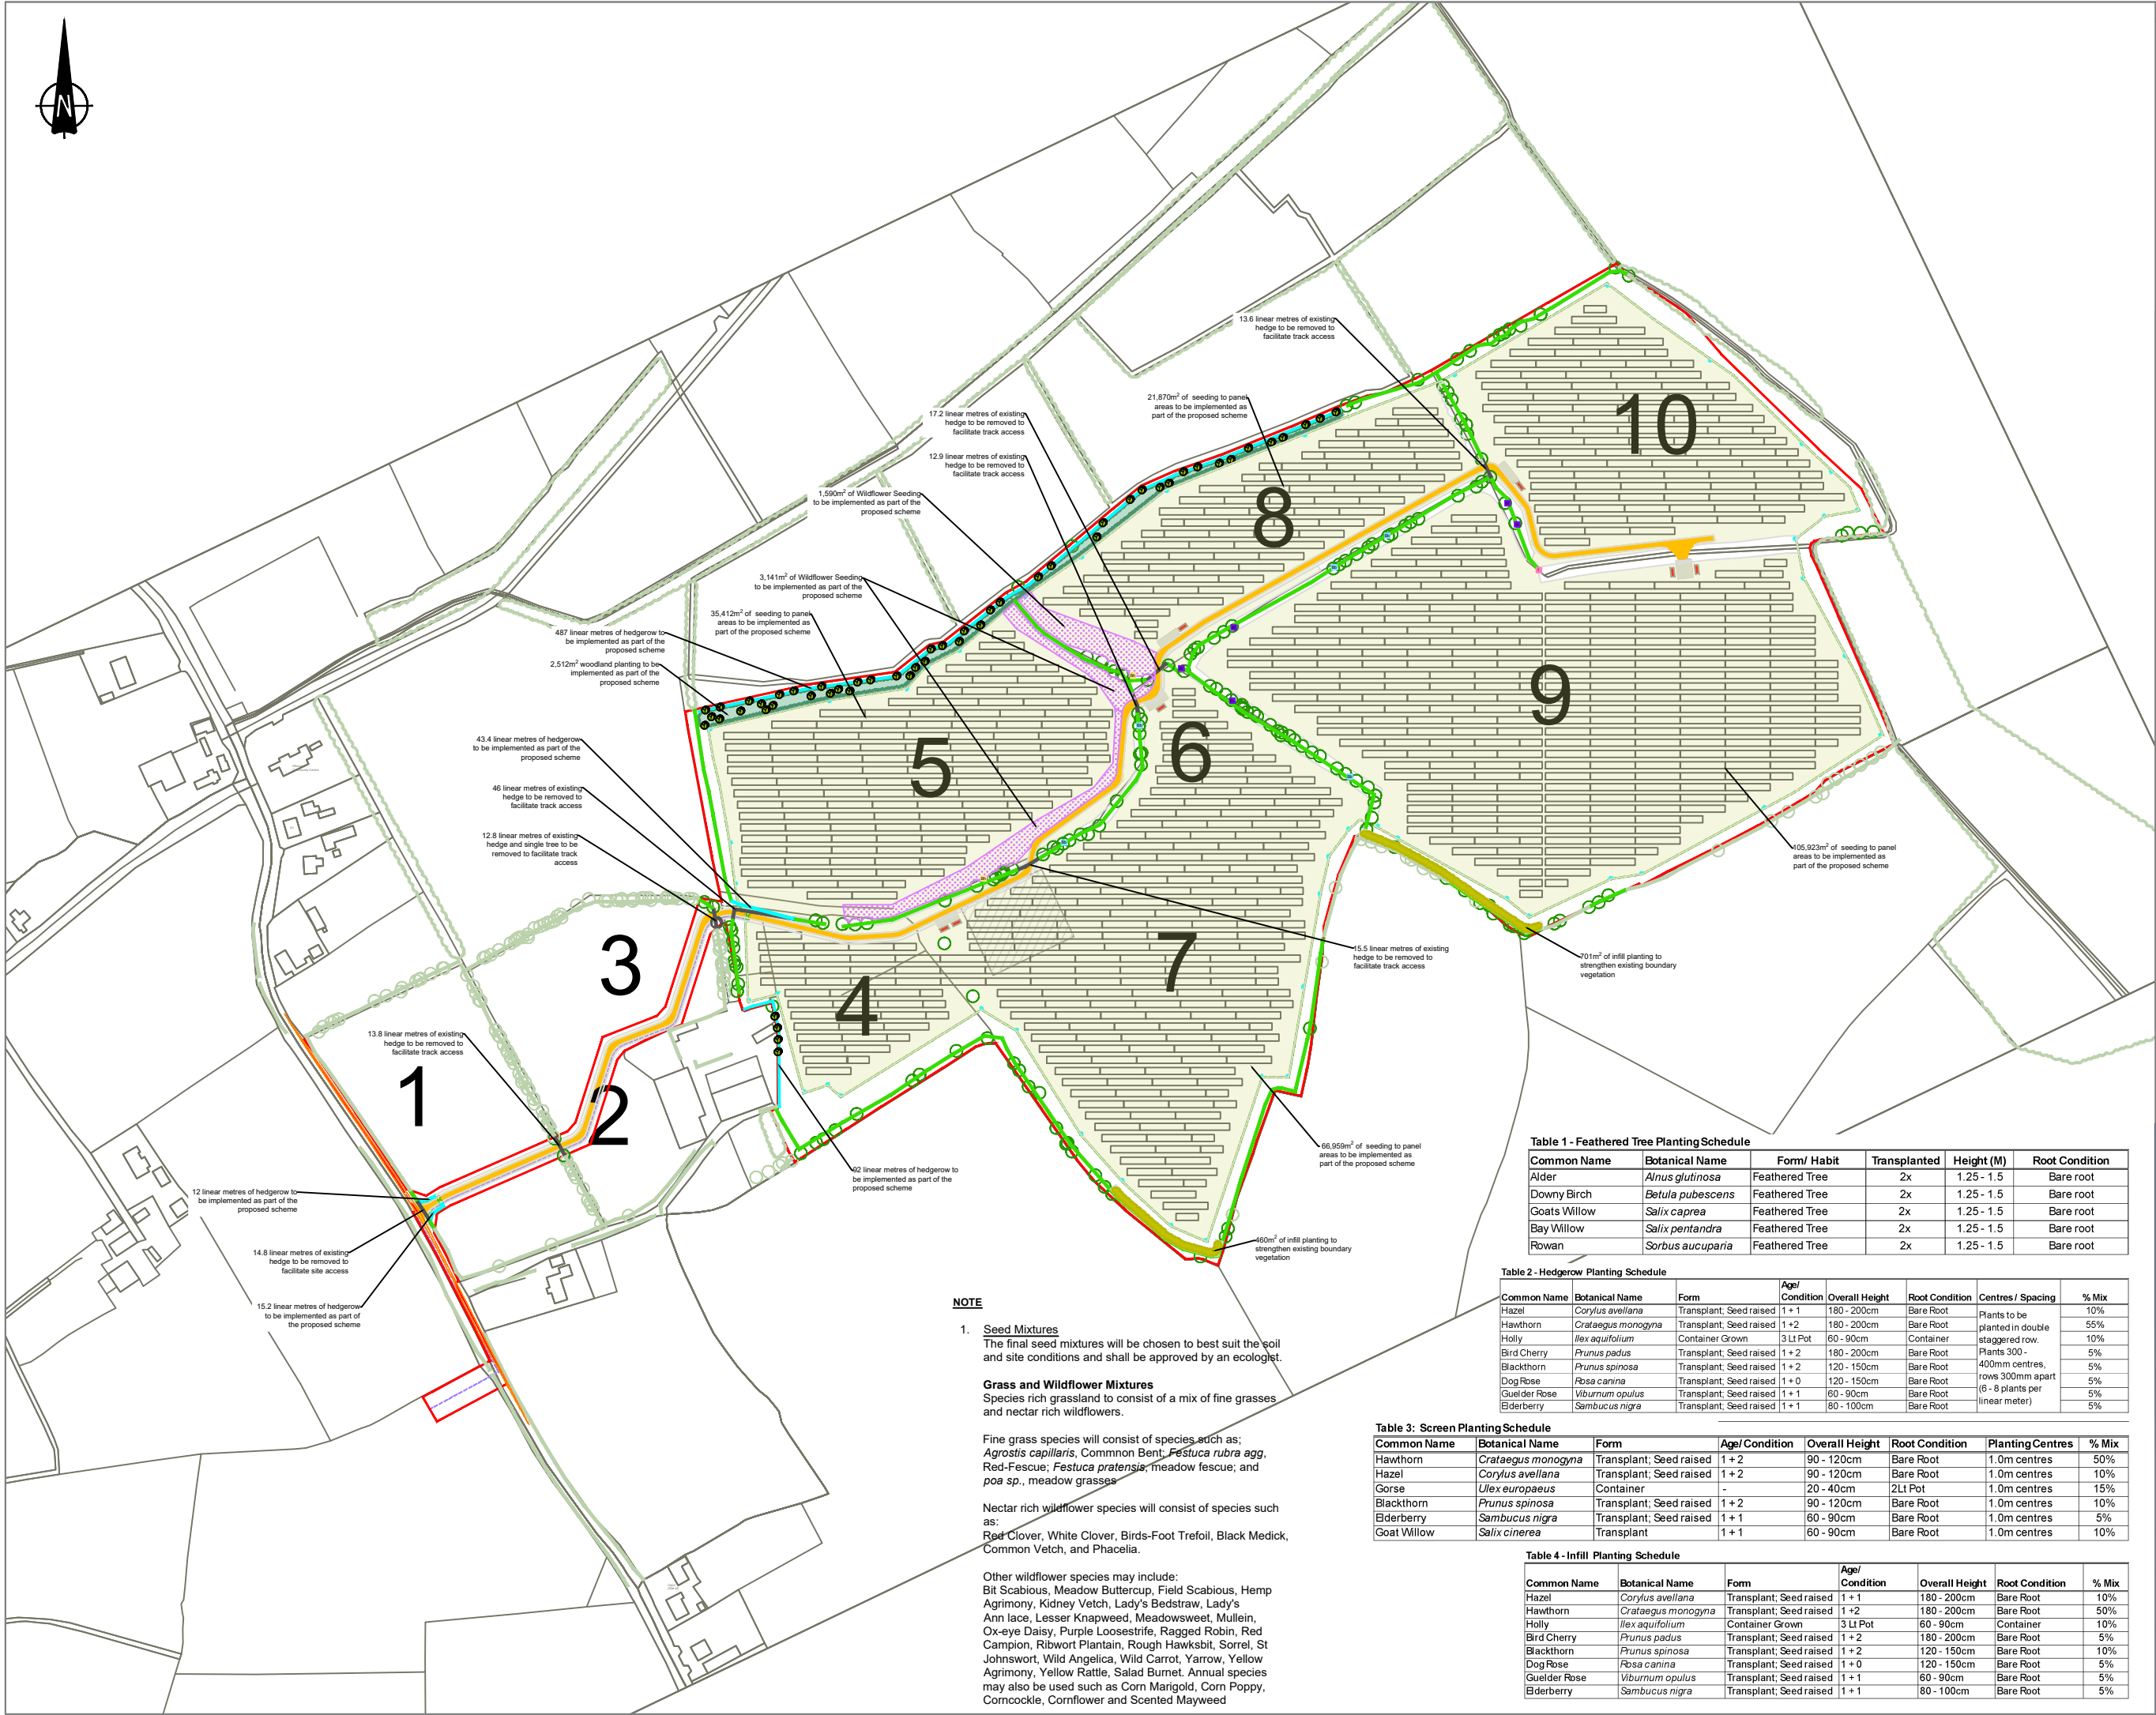 N
13.6 linear metres of existing
hedge to be removed to
facilitate track access
21,870m² of seeding to panel
areas to be implemented as
part of the proposed scheme
17.2 linear metres of existing
hedge to be removed to
facilitate track access
12.9 linear metres of existing
hedge to be removed to
facilitate track access
1,590m² of Wildflower Seeding
to be implemented as part of the
proposed scheme
3,141m² of Wildflower Seeding
to be implemented as part of the
proposed scheme
35,412m² of seeding to panel
areas to be implemented as
part of the proposed scheme
487 linear metres of hedgerow to
be implemented as part of the
proposed scheme
2,512m² woodland planting to be
implemented as part of the
proposed scheme
43.4 linear metres of hedgerow
to be implemented as part of the
proposed scheme
46 linear metres of existing
hedge to be removed to
facilitate track access
12.8 linear metres of existing
hedge and single tree to be
removed to facilitate track
access
13.8 linear metres of existing
hedge to be removed to
facilitate track access
12 linear metres of hedgerow to
be implemented as part of the
proposed scheme
14.8 linear metres of existing
hedge to be removed to
facilitate site access
15.2 linear metres of hedgerow
to be implemented as part of
the proposed scheme
92 linear metres of hedgerow to
be implemented as part of the
proposed scheme
105,923m² of seeding to panel
areas to be implemented as
part of the proposed scheme
15.5 linear metres of existing
hedge to be removed to
facilitate track access
701m² of infill planting to
strengthen existing boundary
vegetation
66,959m² of seeding to panel
areas to be implemented as
part of the proposed scheme
460m² of infill planting to
strengthen existing boundary
vegetation
1
2
3
4
5
6
7
8
9
10
NOTE
1. Seed Mixtures
The final seed mixtures will be chosen to best suit the soil
and site conditions and shall be approved by an ecologist.
Grass and Wildflower Mixtures
Species rich grassland to consist of a mix of fine grasses
and nectar rich wildflowers.
Fine grass species will consist of species such as;
Agrostis capillaris, Commnon Bent; Festuca rubra agg,
Red-Fescue; Festuca pratensis, meadow fescue; and
poa sp., meadow grasses
Nectar rich wildflower species will consist of species such
as:
Red Clover, White Clover, Birds-Foot Trefoil, Black Medick,
Common Vetch, and Phacelia.
Other wildflower species may include:
Bit Scabious, Meadow Buttercup, Field Scabious, Hemp
Agrimony, Kidney Vetch, Lady's Bedstraw, Lady's
Ann lace, Lesser Knapweed, Meadowsweet, Mullein,
Ox-eye Daisy, Purple Loosestrife, Ragged Robin, Red
Campion, Ribwort Plantain, Rough Hawksbit, Sorrel, St
Johnswort, Wild Angelica, Wild Carrot, Yarrow, Yellow
Agrimony, Yellow Rattle, Salad Burnet. Annual species
may also be used such as Corn Marigold, Corn Poppy,
Corncockle, Cornflower and Scented Mayweed
Table 1 - Feathered Tree Planting Schedule
Common Name Botanical Name Form/ Habit Transplanted Height (M) Root Condition
Alder Alnus glutinosa Feathered Tree 2x 1.25 - 1.5 Bare root
Downy Birch Betula pubescens Feathered Tree 2x 1.25 - 1.5 Bare root
Goats Willow Salix caprea Feathered Tree 2x 1.25 - 1.5 Bare root
Bay Willow Salix pentandra Feathered Tree 2x 1.25 - 1.5 Bare root
Rowan Sorbus aucuparia Feathered Tree 2x 1.25 - 1.5 Bare root
Table 2 - Hedgerow Planting Schedule
Common Name Botanical Name Form Age/ Condition Overall Height Root Condition Centres / Spacing % Mix
Hazel Corylus avellana Transplant; Seed raised 1 + 1 180 - 200cm Bare Root 10%
Hawthorn Crataegus monogyna Transplant; Seed raised 1 +2 180 - 200cm Bare Root 55%
Holly Ilex aquifolium Container Grown 3 Lt Pot 60 - 90cm Container 10%
Bird Cherry Prunus padus Transplant; Seed raised 1 + 2 180 - 200cm Bare Root 5%
Blackthorn Prunus spinosa Transplant; Seed raised 1 + 2 120 - 150cm Bare Root 5%
Dog Rose Rosa canina Transplant; Seed raised 1 + 0 120 - 150cm Bare Root 5%
Guelder Rose Viburnum opulus Transplant; Seed raised 1 + 1 60 - 90cm Bare Root 5%
Elderberry Sambucus nigra Transplant; Seed raised 1 + 1 80 - 100cm Bare Root 5%
Plants to be
planted in double
staggered row.
Plants 300 -
400mm centres,
rows 300mm apart
(6 - 8 plants per
linear meter)
Table 3: Screen Planting Schedule
Common Name Botanical Name Form Age/ Condition Overall Height Root Condition Planting Centres % Mix
Hawthorn Crataegus monogyna Transplant; Seed raised 1 + 2 90 - 120cm Bare Root 1.0m centres 50%
Hazel Corylus avellana Transplant; Seed raised 1 + 2 90 - 120cm Bare Root 1.0m centres 10%
Gorse Ulex europaeus Container - 20 - 40cm 2Lt Pot 1.0m centres 15%
Blackthorn Prunus spinosa Transplant; Seed raised 1 + 2 90 - 120cm Bare Root 1.0m centres 10%
Elderberry Sambucus nigra Transplant; Seed raised 1 + 1 60 - 90cm Bare Root 1.0m centres 5%
Goat Willow Salix cinerea Transplant 1 + 1 60 - 90cm Bare Root 1.0m centres 10%
Table 4 - Infill Planting Schedule
Common Name Botanical Name Form Age/ Condition Overall Height Root Condition % Mix
Hazel Corylus avellana Transplant; Seed raised 1 + 1 180 - 200cm Bare Root 10%
Hawthorn Crataegus monogyna Transplant; Seed raised 1 +2 180 - 200cm Bare Root 50%
Holly Ilex aquifolium Container Grown 3 Lt Pot 60 - 90cm Container 10%
Bird Cherry Prunus padus Transplant; Seed raised 1 + 2 180 - 200cm Bare Root 5%
Blackthorn Prunus spinosa Transplant; Seed raised 1 + 2 120 - 150cm Bare Root 10%
Dog Rose Rosa canina Transplant; Seed raised 1 + 0 120 - 150cm Bare Root 5%
Guelder Rose Viburnum opulus Transplant; Seed raised 1 + 1 60 - 90cm Bare Root 5%
Elderberry Sambucus nigra Transplant; Seed raised 1 + 1 80 - 100cm Bare Root 5%